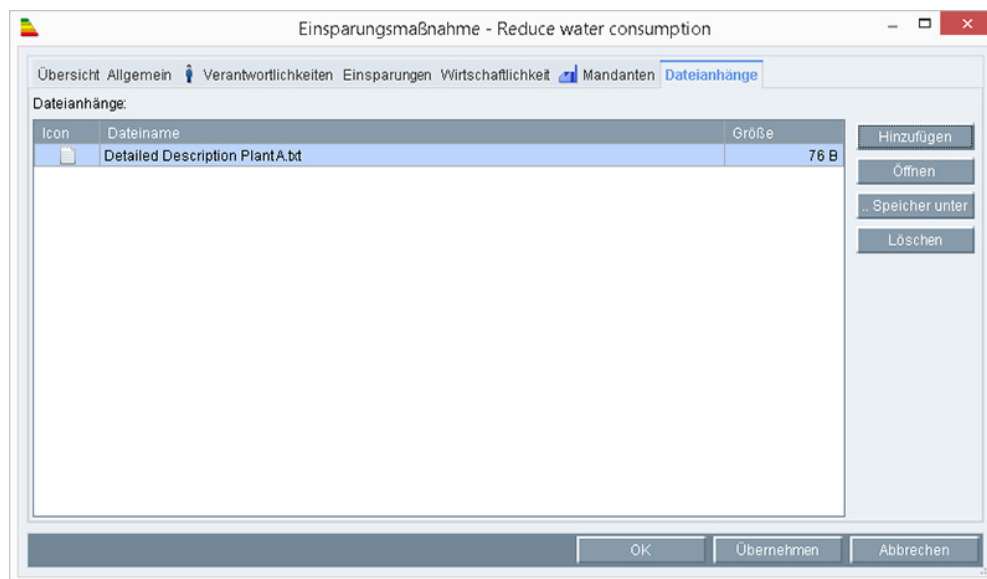 Einsparungsmaßnahme - Reduce water consumption
Übersicht Allgemein Verantwortlichkeiten Einsparungen Wirtschaftlichkeit Mandanten Dateianhänge
Dateianhänge:
Icon Dateiname Größe
Detailed Description PlantA.txt 76 B
Hinzufügen
Öffnen
.. Speicher unter
Löschen
OK Übernehmen Abbrechen